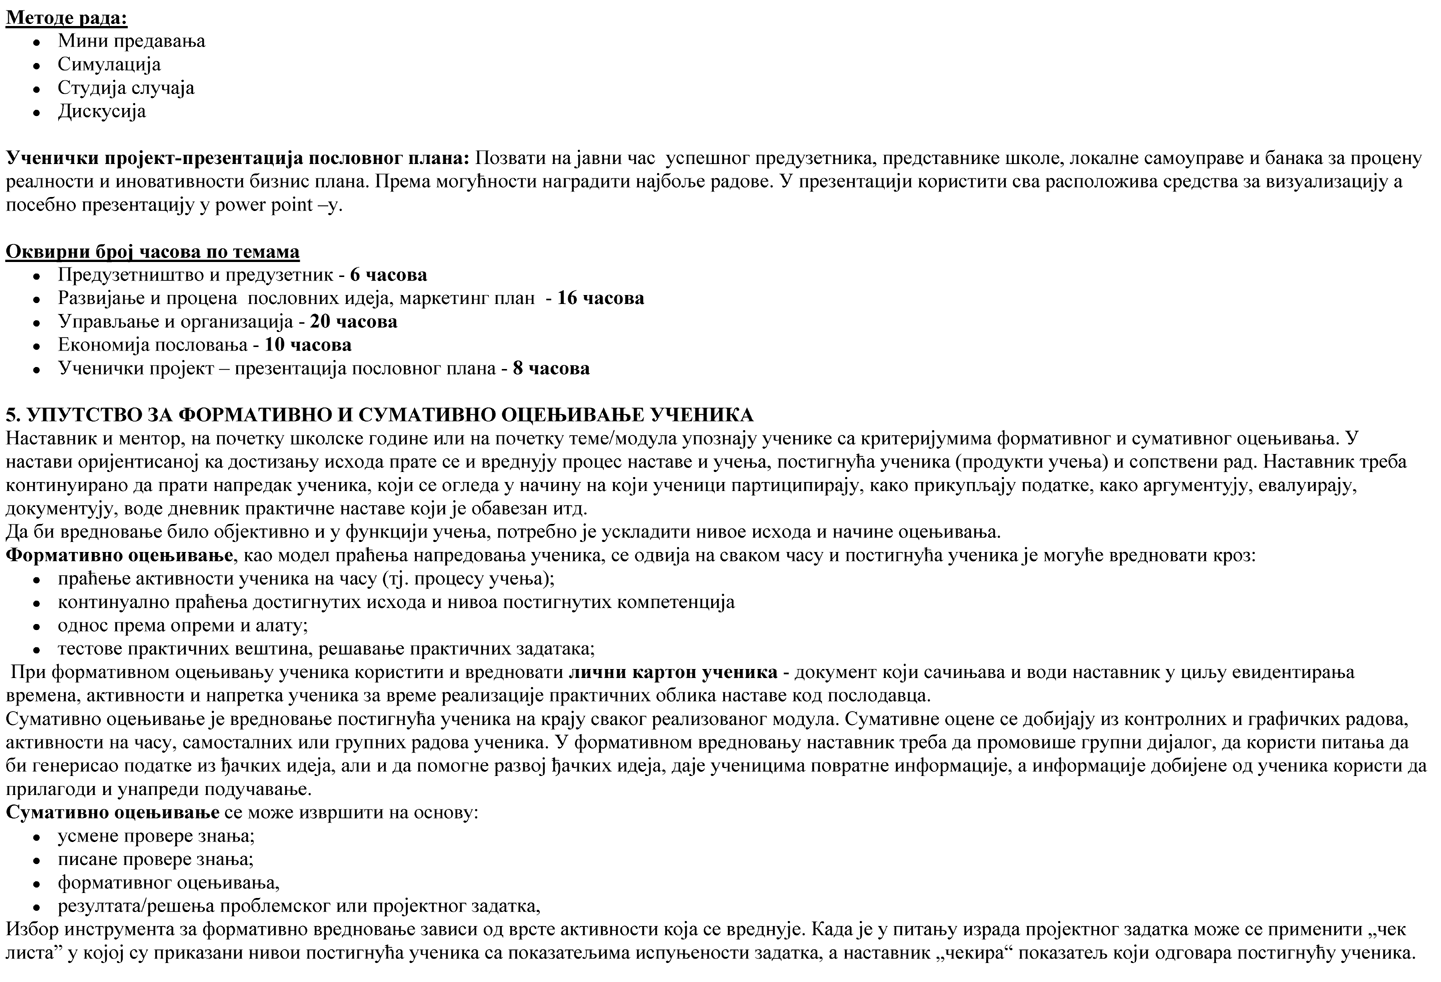 Методе рада:
• Мини предавања
• Симулација
• Студија случаја
• Дискусија
Ученички пројект-презентација пословног плана: Позвати на јавни час  успешног предузетника, представнике школе, локалне самоуправе и банака за процену
реалности и иновативности бизнис плана. Према могућности наградити најбоље радове. У презентацији користити сва расположива средства за визуализацију а
посебно презентацију у power point –у.
Оквирни број часова по темама
• Предузетништво и предузетник - 6 часова
• Развијање и процена  пословних идеја, маркетинг план  - 16 часова
• Управљање и организација - 20 часова
• Економија пословања - 10 часова
• Ученички пројект – презентација пословног плана - 8 часова
5. УПУТСТВО ЗА ФОРМАТИВНО И СУМАТИВНО ОЦЕЊИВАЊЕ УЧЕНИКА
Наставник и ментор, на почетку школске године или на почетку теме/модула упознају ученике са критеријумима формативног и сумативног оцењивања. У
настави оријентисаној ка достизању исхода прате се и вреднују процес наставе и учења, постигнућа ученика (продукти учења) и сопствени рад. Наставник треба
континуирано да прати напредак ученика, који се огледа у начину на који ученици партиципирају, како прикупљају податке, како аргументују, евалуирају,
документују, воде дневник практичне наставе који је обавезан итд.
Да би вредновање било објективно и у функцији учења, потребно је ускладити нивое исхода и начине оцењивања.
Формативно оцењивање, као модел праћења напредовања ученика, се одвија на сваком часу и постигнућа ученика је могуће вредновати кроз:
• праћење активности ученика на часу (тј. процесу учења);
• континуално праћења достигнутих исхода и нивоа постигнутих компетенција
• однос према опреми и алату;
• тестове практичних вештина, решавање практичних задатака;
При формативном оцењивању ученика користити и вредновати лични картон ученика - документ који сачињава и води наставник у циљу евидентирања
времена, активности и напретка ученика за време реализације практичних облика наставе код послодавца.
Сумативно оцењивање је вредновање постигнућа ученика на крају сваког реализованог модула. Сумативне оцене се добијају из контролних и графичких радова,
активности на часу, самосталних или групних радова ученика. У формативном вредновању наставник треба да промовише групни дијалог, да користи питања да
би генерисао податке из ђачких идеја, али и да помогне развој ђачких идеја, даје ученицима повратне информације, а информације добијене од ученика користи да
прилагоди и унапреди подучавање.
Сумативно оцењивање се може извршити на основу:
• усмене провере знања;
• писане провере знања;
• формативног оцењивања,
• резултата/решења проблемског или пројектног задатка,
Избор инструмента за формативно вредновање зависи од врсте активности која се вреднује. Када је у питању израда пројектног задатка може се применити „чек
листа” у којој су приказани нивои постигнућа ученика са показатељима испуњености задатка, а наставник „чекира“ показатељ који одговара постигнућу ученика.